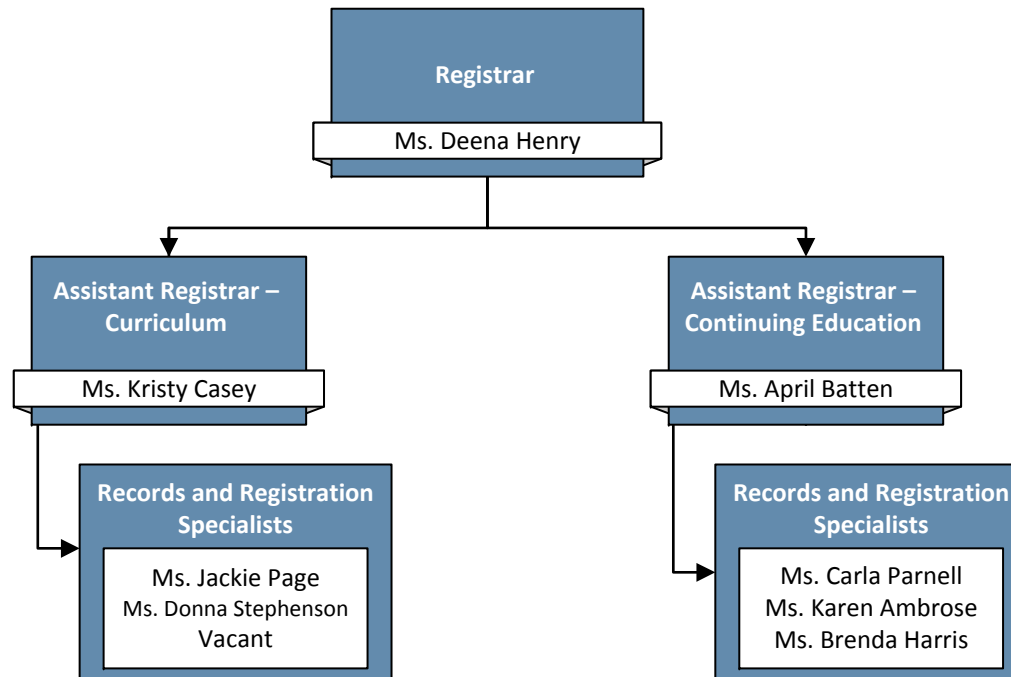 Registrar
Ms. Deena Henry
Assistant Registrar –
Curriculum
Ms. Kristy Casey
Assistant Registrar –
Continuing Education
Ms. April Batten
Records and Registration
Specialists
Ms. Jackie Page
Ms. Donna Stephenson
Vacant
Records and Registration
Specialists
Ms. Carla Parnell
Ms. Karen Ambrose
Ms. Brenda Harris